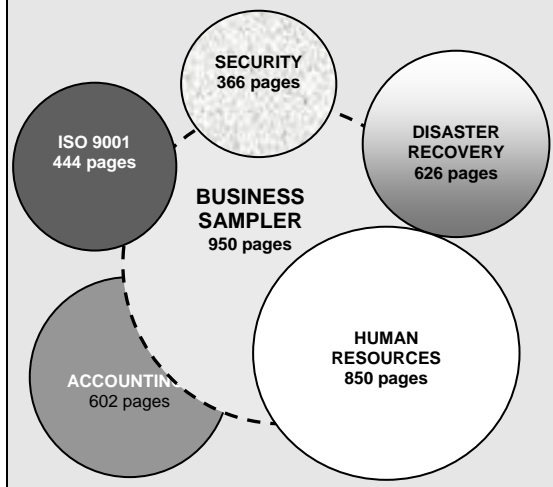 SECURITY
366 pages
ISO 9001
444 pages
DISASTER
RECOVERY
626 pages
BUSINESS
SAMPLER
950 pages
HUMAN
RESOURCES
850 pages
ACCOUNTING
602 pages